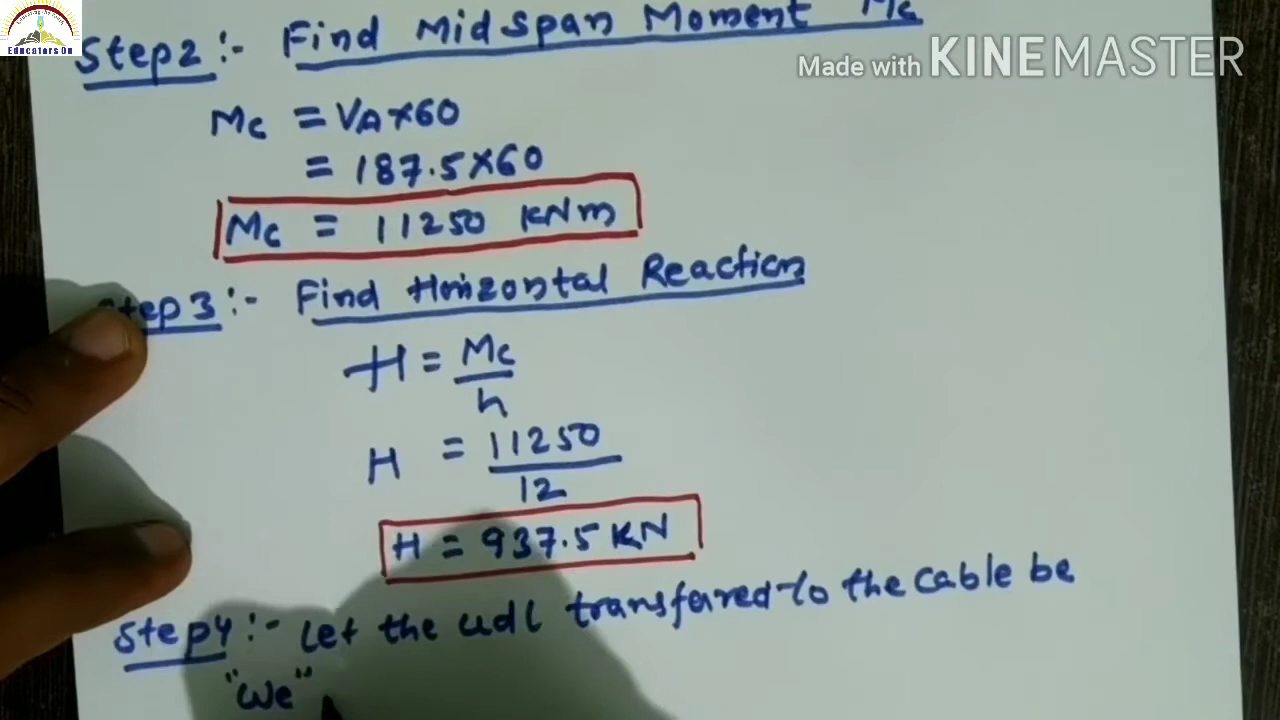 Educators On
Made with KINEMASTER
Step2:- Find Midspan Moment Mc
Mc = VA×60
= 187.5×60
Mc = 11250 KNm
Step 3:- Find Horizontal Reaction
H = Mc
h
H = 11250
12
H = 937.5 KN
Step4:- Let the udl transfered to the cable be
"we"